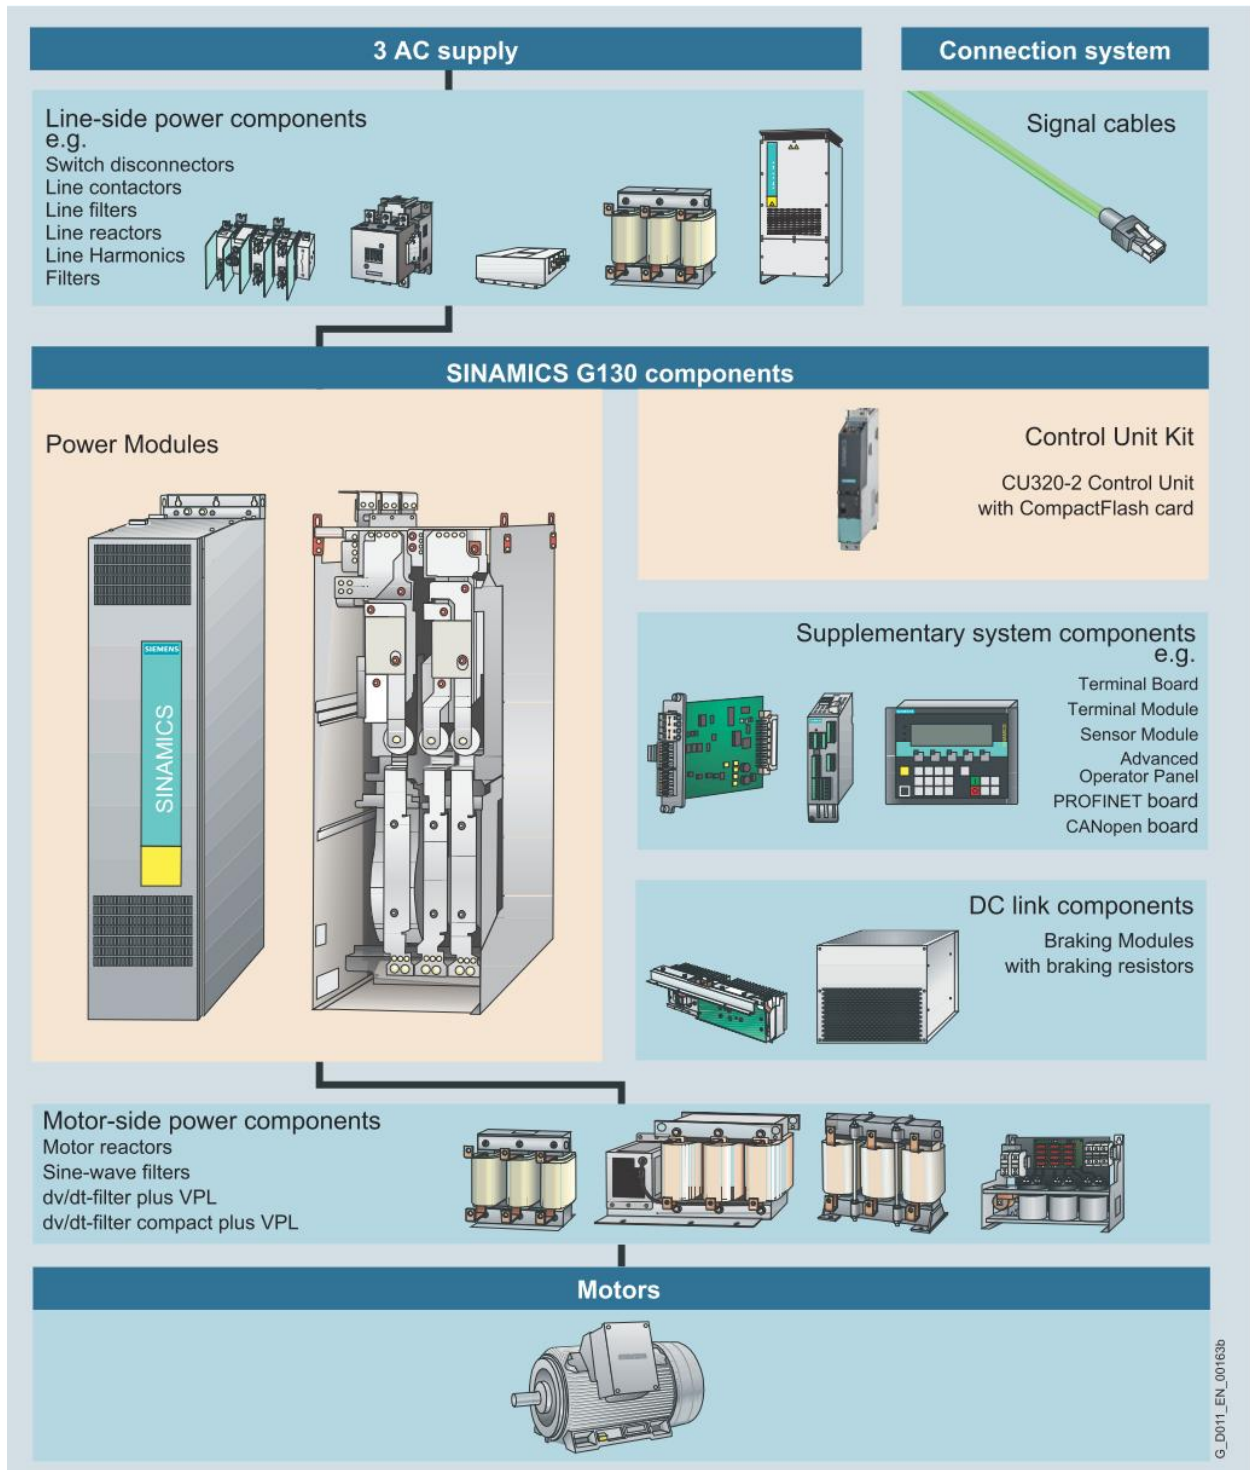 3 AC supply
Connection system
Line-side power components
e.g.
Switch disconnectors
Line contactors
Line filters
Line reactors
Line Harmonics
Filters
Signal cables
SINAMICS G130 components
Power Modules
SIEMENS
SINAMICS
Control Unit Kit
CU320-2 Control Unit
with CompactFlash card
Supplementary system components
e.g.
Terminal Board
Terminal Module
Sensor Module
Advanced
Operator Panel
PROFINET board
CANopen board
DC link components
Braking Modules
with braking resistors
Motor-side power components
Motor reactors
Sine-wave filters
dv/dt-filter plus VPL
dv/dt-filter compact plus VPL
Motors
G_D011_EN_00163b